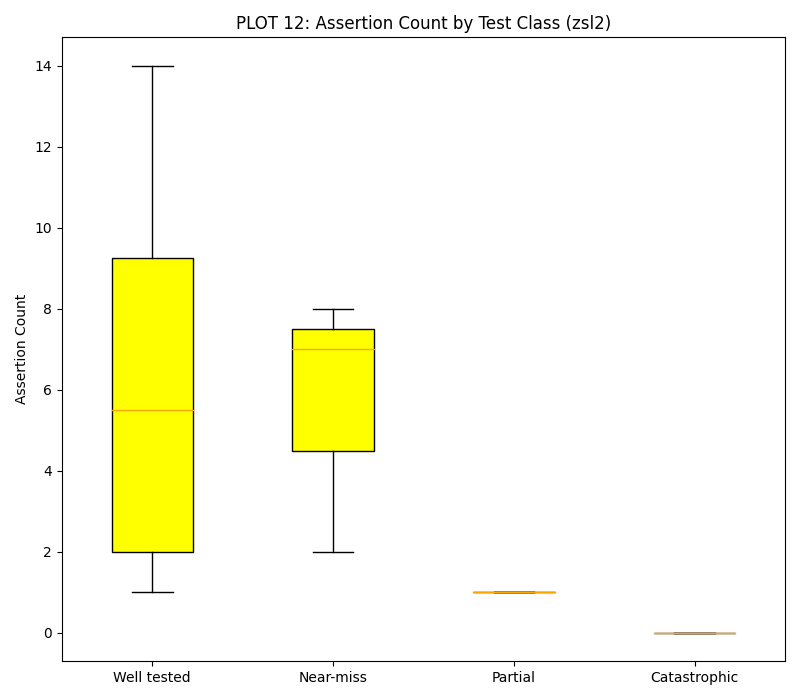 PLOT 12: Assertion Count by Test Class (zsl2)
Assertion Count
14
12
10
8
6
4
2
0
Well tested
Near-miss
Partial
Catastrophic